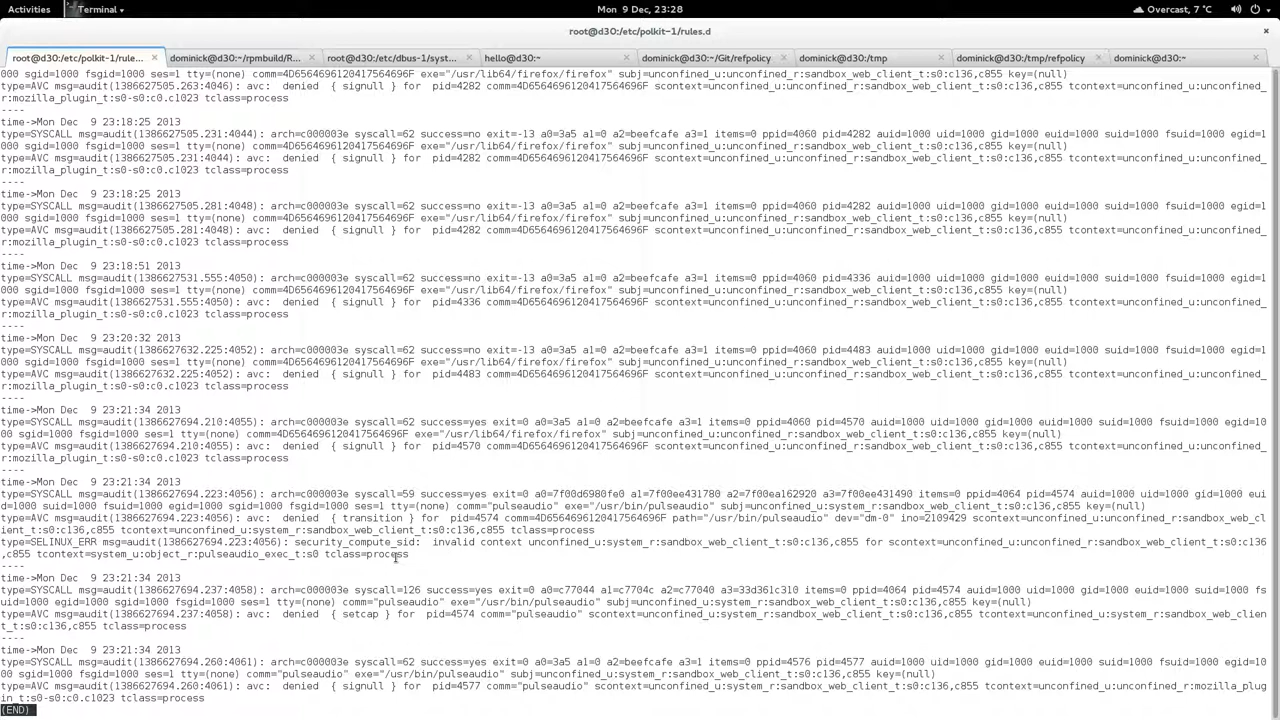 Activities Terminal Mon 9 Dec, 23:28 Overcast, 7 °C
root@d30:/etc/polkit-1/rules.d
root@d30:/etc/polkit-1/rule... dominick@d30:~/rpmbuild/R... root@d30:/etc/dbus-1/syst... hello@d30:~ dominick@d30:~/Git/refpolicy dominick@d30:/tmp dominick@d30:/tmp/refpolicy dominick@d30:~
000 sgid=1000 fsgid=1000 ses=1 tty=(none) comm=4D6564696120417564696F exe="/usr/lib64/firefox/firefox" subj=unconfined_u:unconfined_r:sandbox_web_client_t:s0:c136,c855 key=(null)
type=AVC msg=audit(1386627505.263:4046): avc:  denied  { signull } for  pid=4282 comm=4D6564696120417564696F scontext=unconfined_u:unconfined_r:sandbox_web_client_t:s0:c136,c855 tcontext=unconfined_u:unconfined_
r:mozilla_plugin_t:s0-s0:c0.c1023 tclass=process
----
time->Mon Dec  9 23:18:25 2013
type=SYSCALL msg=audit(1386627505.231:4044): arch=c000003e syscall=62 success=no exit=-13 a0=3a5 a1=0 a2=beefcafe a3=1 items=0 ppid=4060 pid=4282 auid=1000 uid=1000 gid=1000 euid=1000 suid=1000 fsuid=1000 egid=1
000 sgid=1000 fsgid=1000 ses=1 tty=(none) comm=4D6564696120417564696F exe="/usr/lib64/firefox/firefox" subj=unconfined_u:unconfined_r:sandbox_web_client_t:s0:c136,c855 key=(null)
type=AVC msg=audit(1386627505.231:4044): avc:  denied  { signull } for  pid=4282 comm=4D6564696120417564696F scontext=unconfined_u:unconfined_r:sandbox_web_client_t:s0:c136,c855 tcontext=unconfined_u:unconfined_
r:mozilla_plugin_t:s0-s0:c0.c1023 tclass=process
----
time->Mon Dec  9 23:18:25 2013
type=SYSCALL msg=audit(1386627505.281:4048): arch=c000003e syscall=62 success=no exit=-13 a0=3a5 a1=0 a2=beefcafe a3=1 items=0 ppid=4060 pid=4282 auid=1000 uid=1000 gid=1000 euid=1000 suid=1000 fsuid=1000 egid=1
000 sgid=1000 fsgid=1000 ses=1 tty=(none) comm=4D6564696120417564696F exe="/usr/lib64/firefox/firefox" subj=unconfined_u:unconfined_r:sandbox_web_client_t:s0:c136,c855 key=(null)
type=AVC msg=audit(1386627505.281:4048): avc:  denied  { signull } for  pid=4282 comm=4D6564696120417564696F scontext=unconfined_u:unconfined_r:sandbox_web_client_t:s0:c136,c855 tcontext=unconfined_u:unconfined_
r:mozilla_plugin_t:s0-s0:c0.c1023 tclass=process
----
time->Mon Dec  9 23:18:51 2013
type=SYSCALL msg=audit(1386627531.555:4050): arch=c000003e syscall=62 success=no exit=-13 a0=3a5 a1=0 a2=beefcafe a3=1 items=0 ppid=4060 pid=4336 auid=1000 uid=1000 gid=1000 euid=1000 suid=1000 fsuid=1000 egid=1
000 sgid=1000 fsgid=1000 ses=1 tty=(none) comm=4D6564696120417564696F exe="/usr/lib64/firefox/firefox" subj=unconfined_u:unconfined_r:sandbox_web_client_t:s0:c136,c855 key=(null)
type=AVC msg=audit(1386627531.555:4050): avc:  denied  { signull } for  pid=4336 comm=4D6564696120417564696F scontext=unconfined_u:unconfined_r:sandbox_web_client_t:s0:c136,c855 tcontext=unconfined_u:unconfined_
r:mozilla_plugin_t:s0-s0:c0.c1023 tclass=process
----
time->Mon Dec  9 23:20:32 2013
type=SYSCALL msg=audit(1386627632.225:4052): arch=c000003e syscall=62 success=no exit=-13 a0=3a5 a1=0 a2=beefcafe a3=1 items=0 ppid=4060 pid=4483 auid=1000 uid=1000 gid=1000 euid=1000 suid=1000 fsuid=1000 egid=1
000 sgid=1000 fsgid=1000 ses=1 tty=(none) comm=4D6564696120417564696F exe="/usr/lib64/firefox/firefox" subj=unconfined_u:unconfined_r:sandbox_web_client_t:s0:c136,c855 key=(null)
type=AVC msg=audit(1386627632.225:4052): avc:  denied  { signull } for  pid=4483 comm=4D6564696120417564696F scontext=unconfined_u:unconfined_r:sandbox_web_client_t:s0:c136,c855 tcontext=unconfined_u:unconfined_
r:mozilla_plugin_t:s0-s0:c0.c1023 tclass=process
----
time->Mon Dec  9 23:21:34 2013
type=SYSCALL msg=audit(1386627694.210:4055): arch=c000003e syscall=62 success=yes exit=0 a0=3a5 a1=0 a2=beefcafe a3=1 items=0 ppid=4060 pid=4570 auid=1000 uid=1000 gid=1000 euid=1000 suid=1000 fsuid=1000 egid=10
00 sgid=1000 fsgid=1000 ses=1 tty=(none) comm=4D6564696120417564696F exe="/usr/lib64/firefox/firefox" subj=unconfined_u:unconfined_r:sandbox_web_client_t:s0:c136,c855 key=(null)
type=AVC msg=audit(1386627694.210:4055): avc:  denied  { signull } for  pid=4570 comm=4D6564696120417564696F scontext=unconfined_u:unconfined_r:sandbox_web_client_t:s0:c136,c855 tcontext=unconfined_u:unconfined_
r:mozilla_plugin_t:s0-s0:c0.c1023 tclass=process
----
time->Mon Dec  9 23:21:34 2013
type=SYSCALL msg=audit(1386627694.223:4056): arch=c000003e syscall=59 success=yes exit=0 a0=7f00d6980fe0 a1=7f00ee431780 a2=7f00ea162920 a3=7f00ee431490 items=0 ppid=4064 pid=4574 auid=1000 uid=1000 gid=1000 eui
d=1000 suid=1000 fsuid=1000 egid=1000 sgid=1000 fsgid=1000 ses=1 tty=(none) comm="pulseaudio" exe="/usr/bin/pulseaudio" subj=unconfined_u:system_r:sandbox_web_client_t:s0:c136,c855 key=(null)
type=AVC msg=audit(1386627694.223:4056): avc:  denied  { transition } for  pid=4574 comm=4D6564696120417564696F path="/usr/bin/pulseaudio" dev="dm-0" ino=2109429 scontext=unconfined_u:unconfined_r:sandbox_web_c
lient_t:s0:c136,c855 tcontext=unconfined_u:system_r:sandbox_web_client_t:s0:c136,c855 tclass=process
type=SELINUX_ERR msg=audit(1386627694.223:4056): security_compute_sid:  invalid context unconfined_u:system_r:sandbox_web_client_t:s0:c136,c855 for scontext=unconfined_u:unconfined_r:sandbox_web_client_t:s0:c136
,c855 tcontext=system_u:object_r:pulseaudio_exec_t:s0 tclass=process
----
time->Mon Dec  9 23:21:34 2013
type=SYSCALL msg=audit(1386627694.237:4058): arch=c000003e syscall=126 success=yes exit=0 a0=c77044 a1=c7704c a2=c77040 a3=33d361c310 items=0 ppid=4064 pid=4574 auid=1000 uid=1000 gid=1000 euid=1000 suid=1000 fs
uid=1000 egid=1000 sgid=1000 fsgid=1000 ses=1 tty=(none) comm="pulseaudio" exe="/usr/bin/pulseaudio" subj=unconfined_u:system_r:sandbox_web_client_t:s0:c136,c855 key=(null)
type=AVC msg=audit(1386627694.237:4058): avc:  denied  { setcap } for  pid=4574 comm="pulseaudio" scontext=unconfined_u:system_r:sandbox_web_client_t:s0:c136,c855 tcontext=unconfined_u:system_r:sandbox_web_clien
t_t:s0:c136,c855 tclass=process
----
time->Mon Dec  9 23:21:34 2013
type=SYSCALL msg=audit(1386627694.260:4061): arch=c000003e syscall=62 success=yes exit=0 a0=3a5 a1=0 a2=beefcafe a3=1 items=0 ppid=4576 pid=4577 auid=1000 uid=1000 gid=1000 euid=1000 suid=1000 fsuid=1000 egid=10
00 sgid=1000 fsgid=1000 ses=1 tty=(none) comm="pulseaudio" exe="/usr/bin/pulseaudio" subj=unconfined_u:system_r:sandbox_web_client_t:s0:c136,c855 key=(null)
type=AVC msg=audit(1386627694.260:4061): avc:  denied  { signull } for  pid=4577 comm="pulseaudio" scontext=unconfined_u:system_r:sandbox_web_client_t:s0:c136,c855 tcontext=unconfined_u:unconfined_r:mozilla_plug
in_t:s0-s0:c0.c1023 tclass=process
(END)